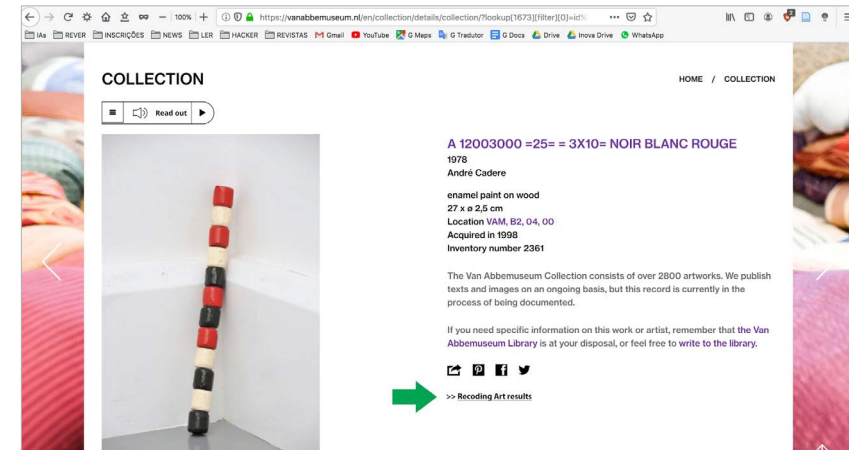 100%
https://vanabbemuseum.nl/en/collection/details/collection/?lookup[1673][filter][0]=id%
IAs REVER INSCRIÇÕES NEWS LER HACKER REVISTAS Gmail YouTube G Maps G Tradutor G Docs Drive Inova Drive WhatsApp
COLLECTION
HOME / COLLECTION
Read out
A 12003000 =25= = 3X10= NOIR BLANC ROUGE
1978
André Cadere
enamel paint on wood
27 x ø 2,5 cm
Location VAM, B2, 04, 00
Acquired in 1998
Inventory number 2361
The Van Abbemuseum Collection consists of over 2800 artworks. We publish
texts and images on an ongoing basis, but this record is currently in the
process of being documented.
If you need specific information on this work or artist, remember that the Van
Abbemuseum Library is at your disposal, or feel free to write to the library.
>> Recoding Art results